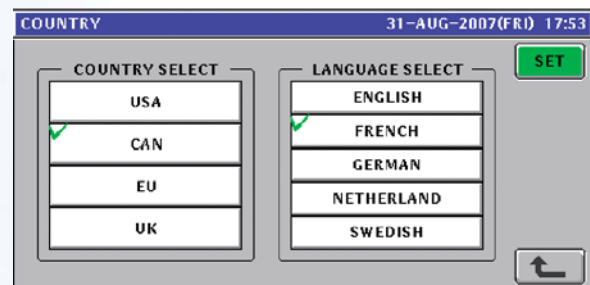 COUNTRY 31-AUG-2007(FRI) 17:53
SET
COUNTRY SELECT
USA
CAN
EU
UK
LANGUAGE SELECT
ENGLISH
FRENCH
GERMAN
NETHERLAND
SWEDISH